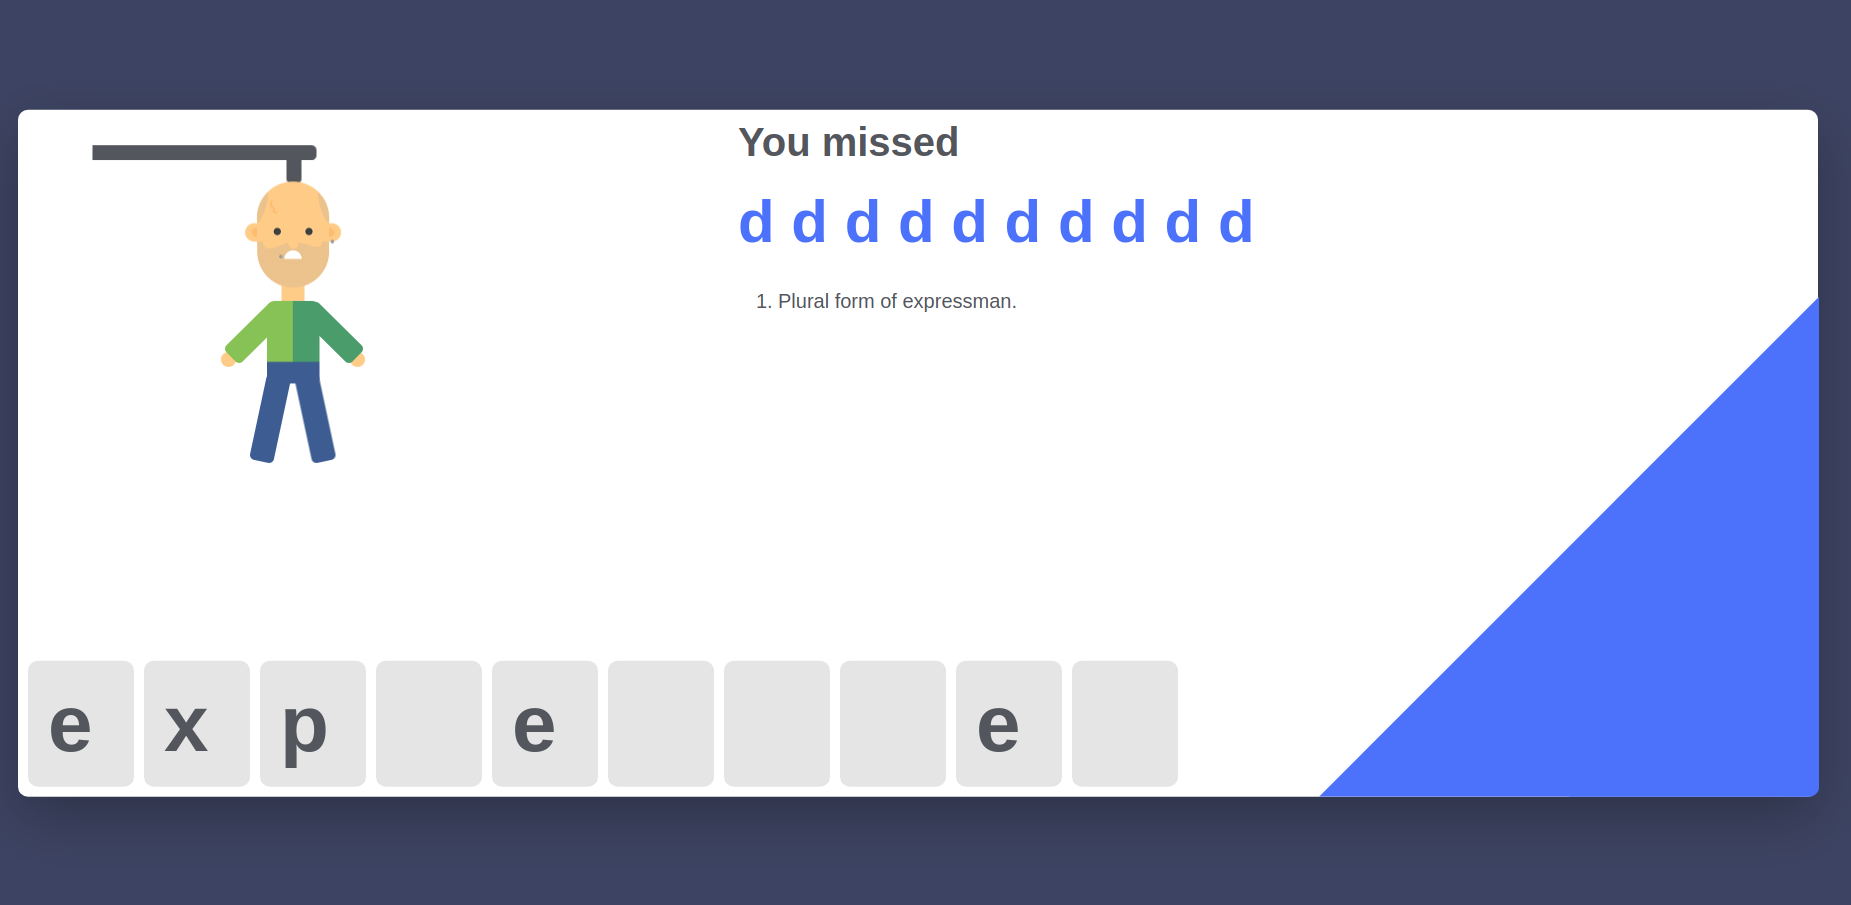 You missed
d d d d d d d d d d
1. Plural form of expressman.
e x p e e